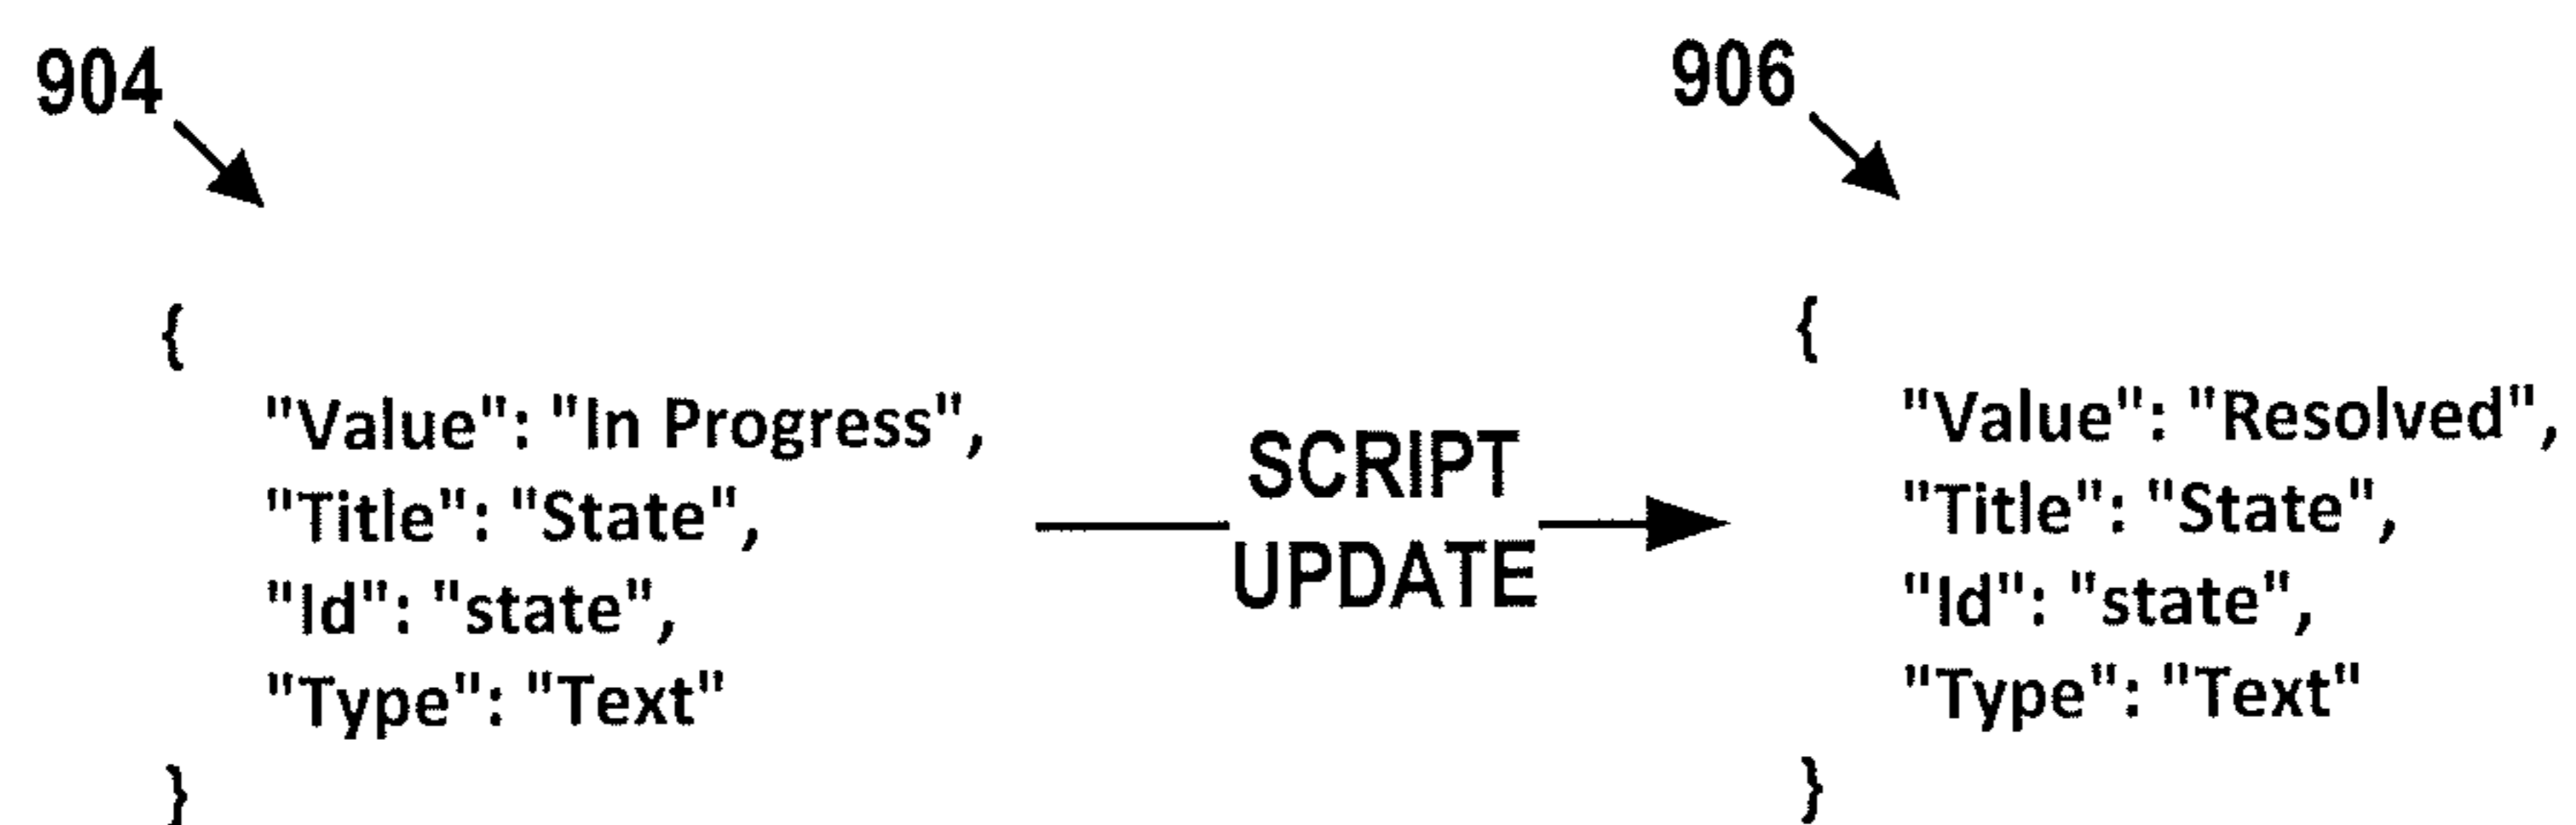 904
{
"Value": "In Progress",
"Title": "State",
"Id": "state",
"Type": "Text"
}
SCRIPT
UPDATE
906
{
"Value": "Resolved",
"Title": "State",
"Id": "state",
"Type": "Text"
}